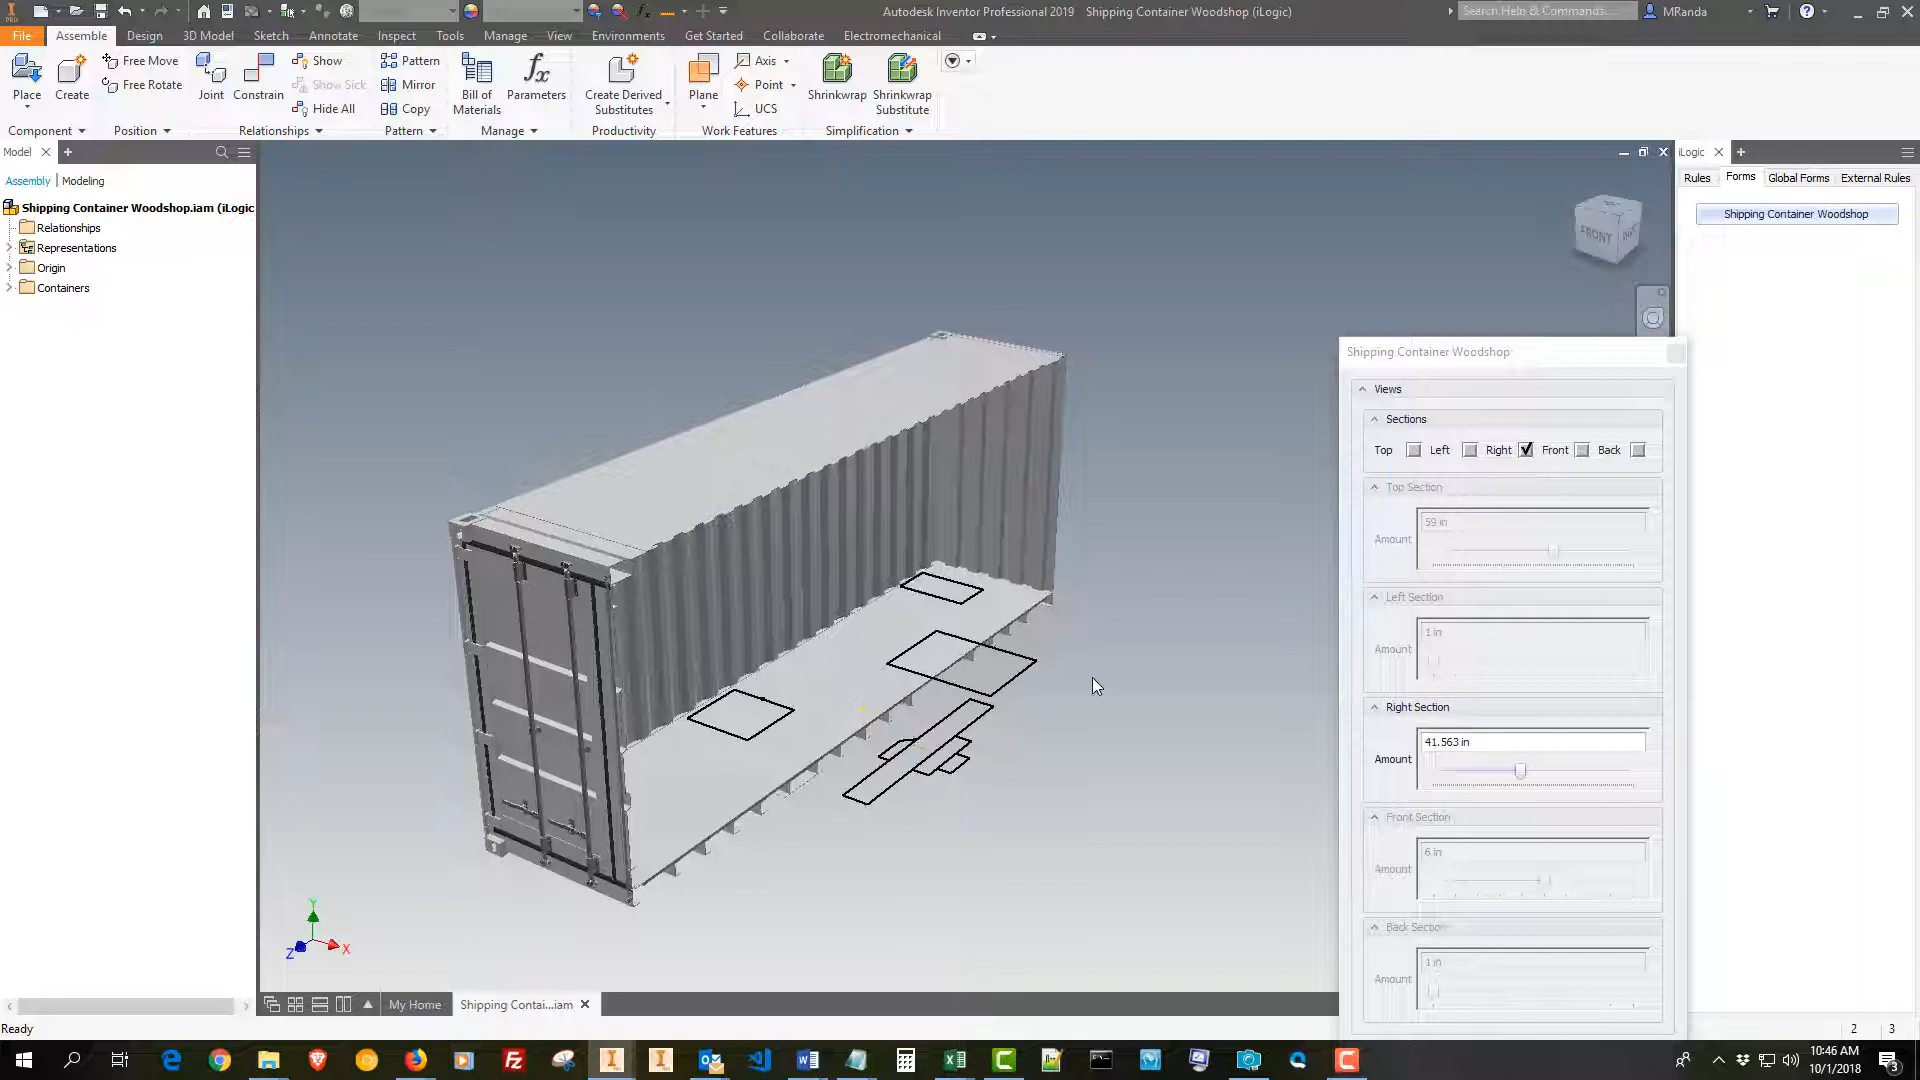 Autodesk Inventor Professional 2019 Shipping Container Woodshop (iLogic)
Search Help & Commands...
MRanda
File Assemble Design 3D Model Sketch Annotate Inspect Tools Manage View Environments Get Started Collaborate Electromechanical
Place
Create
Free Move
Free Rotate
Joint
Constrain
Show
Show Sick
Hide All
Pattern
Mirror
Copy
Bill of
Materials
fx
Parameters
Create Derived
Substitutes
Plane
Axis
Point
UCS
Shrinkwrap
Shrinkwrap
Substitute
Component Position Relationships Pattern Manage Productivity Work Features Simplification
Model
Assembly Modeling
Shipping Container Woodshop.iam (iLogic
Relationships
Representations
Origin
Containers
FRONT
iLogic
Rules Forms Global Forms External Rules
Shipping Container Woodshop
Shipping Container Woodshop
Views
Sections
Top Left Right Front Back
Top Section
Amount 59 in
Left Section
Amount 1 in
Right Section
Amount 41.563 in
Front Section
Amount 6 in
Back Section
Amount 1 in
Y
Z X
My Home Shipping Contai...iam
Ready 2 3
10:46 AM
10/1/2018
3